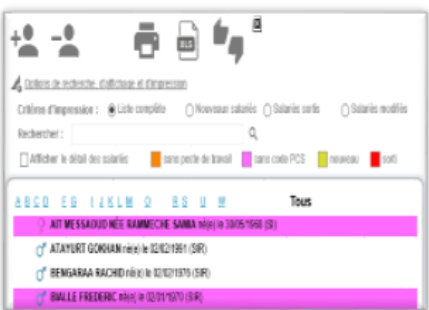 XLS
Options de recherche, d'affichage et d'impression
Critères d'impression : Liste complète Nouveaux salariés Salariés sortis Salariés modifiés
Rechercher :
Afficher le détail des salariés sans poste de travail sans code PCS nouveau sorti
A B C D F G I J K L M O R S U W Tous
AIT MESSAOUD NÉE RAMMECHE SAMIA né(e) le 30/05/1968 (SI)
ATAYURT GOKHAN né(e) le 02/02/1991 (SIR)
BENGARAA RACHID né(e) le 02/02/1976 (SIR)
BIALLE FREDERIC né(e) le 02/01/1970 (SIR)